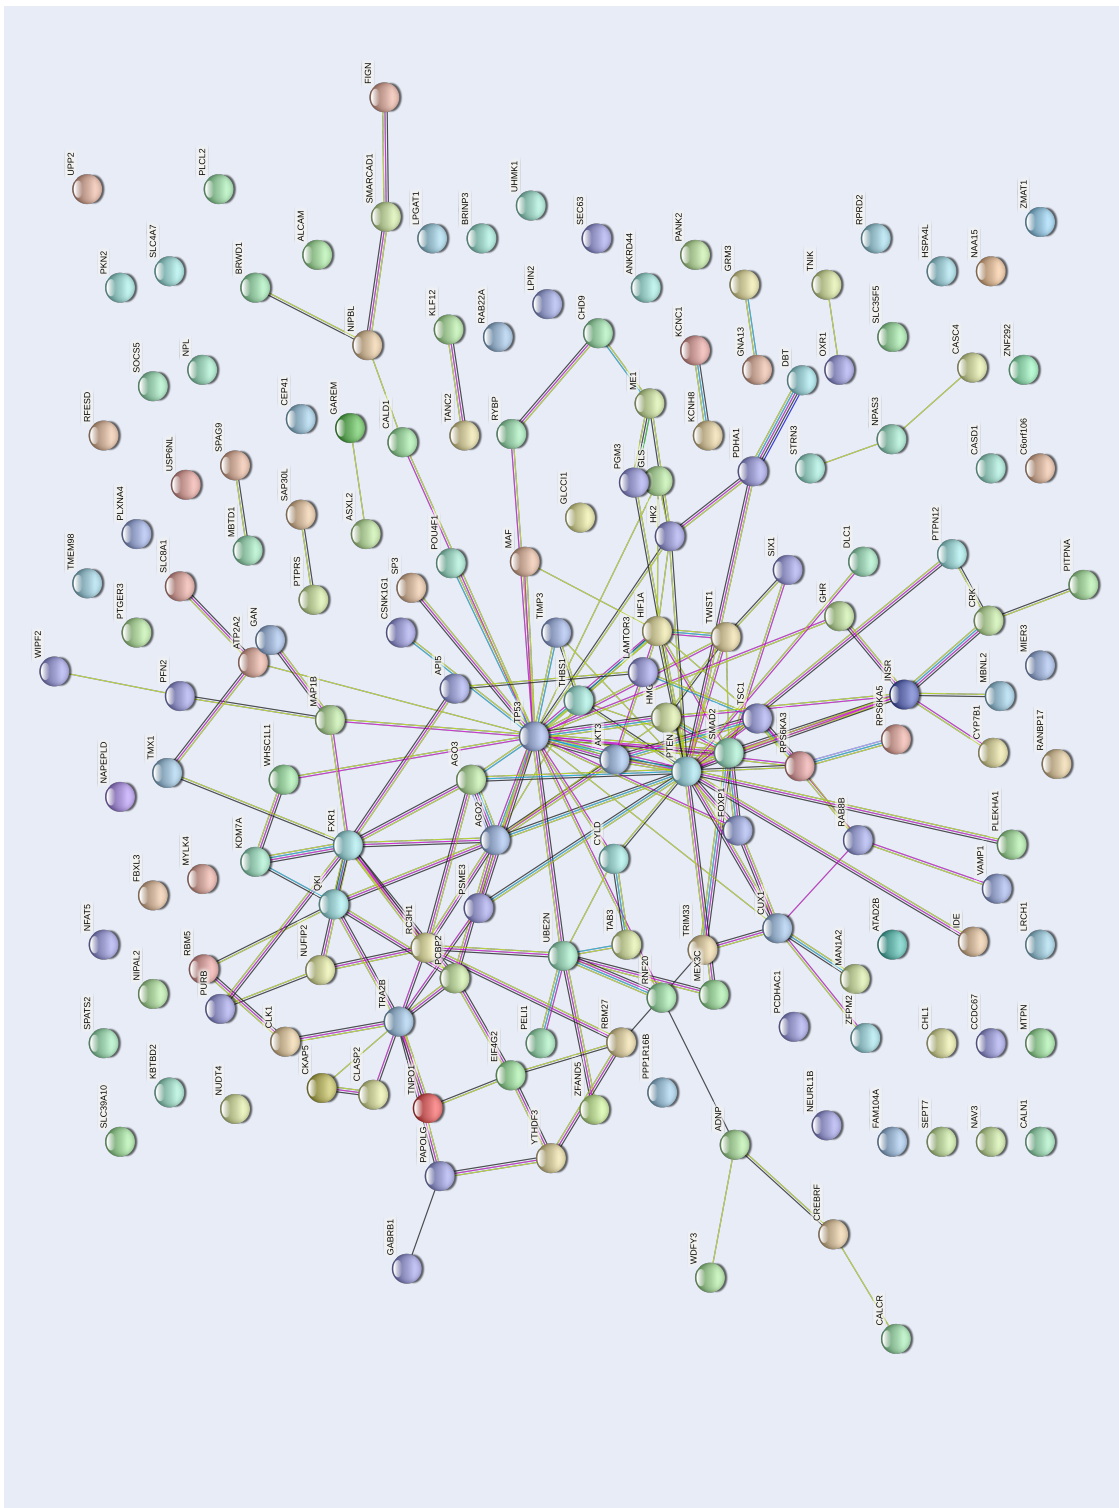 FIGN
UPP2
PLCL2
SMARCAD1
UHMK1
LPGAT1
BRINP3
SEC63
ALCAM
ZMAT1
RPRD2
PANK2
SLC4A7
PKN2
BRWD1
ANKRD44
GRM3
TNIK
HSPA4L
NAA15
LPIN2
NIPBL
KLF12
RAB22A
CHD9
KCNC1
SLC35F5
GNA13
DBT
OXR1
CASC4
ZNF292
SOCS5
NPL
ME1
RFESD
CEP41
GAREM
CALD1
TANC2
RYBP
KCNH8
NPAS3
SPAG9
USP6NL
PGM3
GLS
PDHA1
STRN3
CASD1
C6orf106
SAP30L
GLCCI1
PLXNA4
MBTD1
ASXL2
HK2
POU4F1
MAF
PTPN12
DLC1
SIX1
TMEM98
SLC8A1
PTPRS
SP3
CSNK1G1
PITPNA
CRK
PTGER3
GAN
ATP2A2
TIMP3
HIF1A
TWIST1
GHR
WIPF2
PFN2
API5
LAMTOR3
THBS1
MIER3
INSR
MBNL2
MAP1B
TP53
TSC1
SMAD2
RPS6KA5
CYP7B1
RANBP17
TMX1
NAPEPLD
WHSC1L1
AGO3
AKT3
PTEN
RPS6KA3
FXR1
AGO2
FOXP1
RAB8B
PLEKHA1
KDM7A
CYLD
MYLK4
FBXL3
QKI
PSME3
VAMP1
NFAT5
RC3H1
CUX1
IDE
LRCH1
ATAD2B
RBM5
NUFIP2
PCBP2
UBE2N
TAB3
TRIM33
MAN1A2
NIPAL2
PURB
RNF20
MEX3C
PCDHAC1
ZFPM2
SPATS2
CLK1
TRA2B
PELI1
RBM27
CHL1
CCDC67
MTPN
KBTBD2
CKAP5
CLASP2
EIF4G2
PPP1R16B
SLC39A10
NUDT4
TNPO1
ZFAND5
NEURL1B
ADNP
FAM104A
SEPT7
NAV3
CALN1
PAPOLG
YTHDF3
GABRB1
WDFY3
CREBRF
CALCR